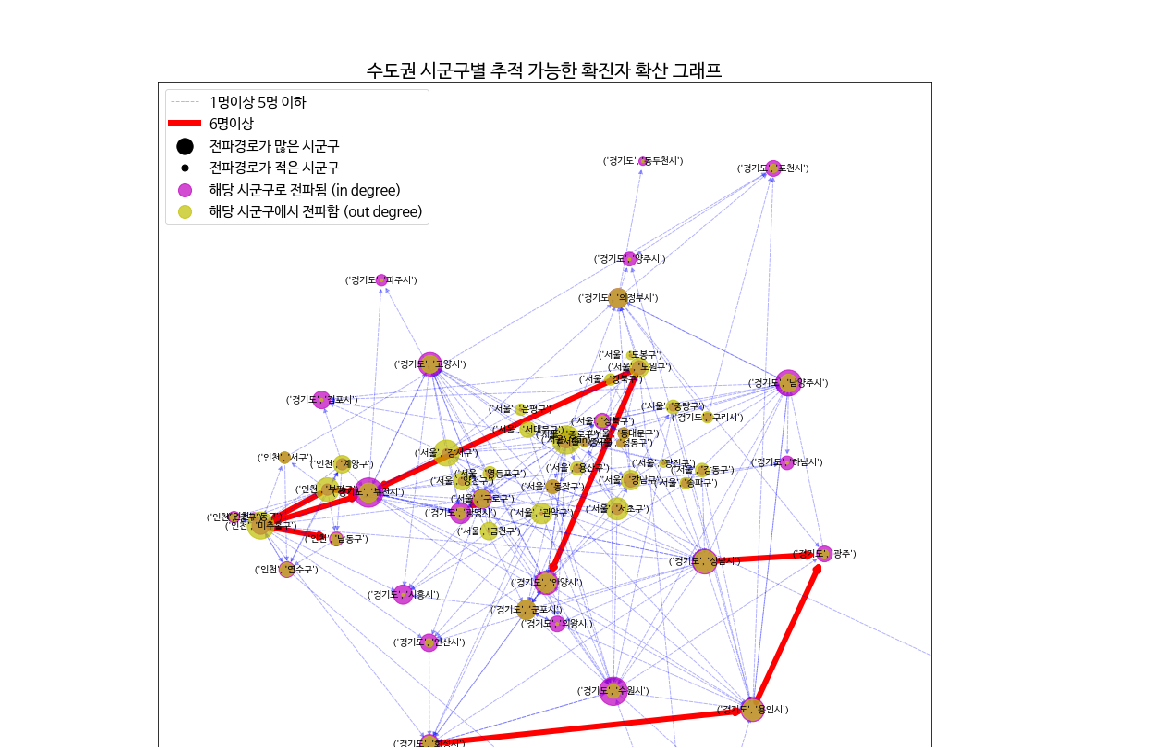 수도권 시군구별 추적 가능한 확진자 확산 그래프
1명이상 5명 이하
6명이상
전파경로가 많은 시군구
전파경로가 적은 시군구
해당 시군구로 전파됨 (in degree)
해당 시군구에서 전파함 (out degree)
('경기도', '동두천시')
('경기도', '포천시')
('경기도', '양주시')
('경기도', '의정부시')
('경기도', '파주시')
('서울', '도봉구')
('경기도', '고양시')
('서울', '노원구')
('서울', '강북구')
('경기도', '남양주시')
('경기도', '김포시')
('서울', '은평구')
('서울', '중랑구')
('경기도', '구리시')
('서울', '성북구')
('서울', '서대문구')
동대문구')
성동구')
('서울', '강서구')
('인천', '서구')
('인천', '계양구')
('서울', '용산구')
('서울', '광진구')
('경기도', '하남시')
('서울', '강동구')
('서울', '영등포구')
('서울', '양천구')
('서울', '강남구')
송파구')
('인천', '부평구')
('경기도', '부천시')
('서울', '동작구')
구로구')
('경기도', '광명시')
('서울', '관악구')
('서울', '서초구')
('인천', '미추홀구')
('서울', '금천구')
('인천', '남동구')
('경기도', '광주시')
('경기도', '성남시')
('인천', '연수구')
('경기도', '안양시')
('경기도', '시흥시')
('경기도', '군포시')
('경기도', '의왕시')
('경기도', '안산시')
('경기도', '수원시')
('경기도', '용인시')
('경기도', '화성시')